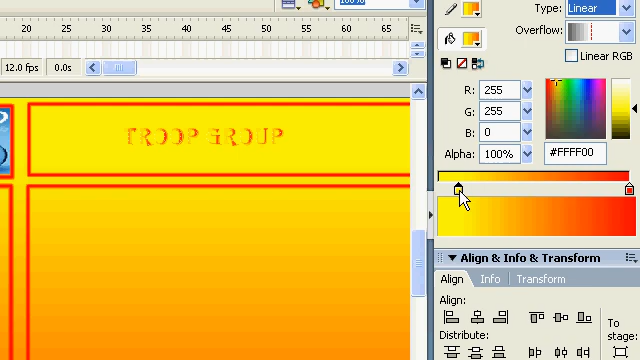 100%
Type: Linear
20 25 30 35 40 45 50 55 60 65
Overflow:
12.0 fps 0.0s
Linear RGB
R: 255
G: 255
B: 0
Alpha: 100% #FFFF00
TROOP GROUP
Align & Info & Transform
Align Info Transform
Align:
To
stage:
Distribute: